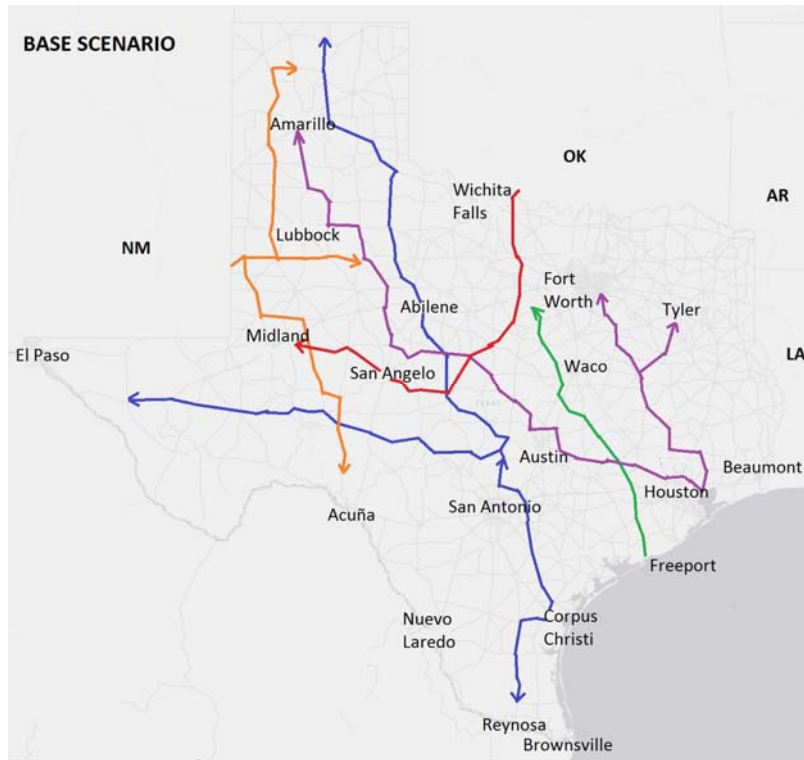 BASE SCENARIO
Amarillo
OK
Wichita
Falls
AR
NM
Lubbock
Fort
Worth
Abilene
Tyler
Midland
El Paso
San Angelo
Waco
LA
Austin
Beaumont
Houston
San Antonio
Acuña
Freeport
Nuevo
Laredo
Corpus
Christi
Reynosa
Brownsville